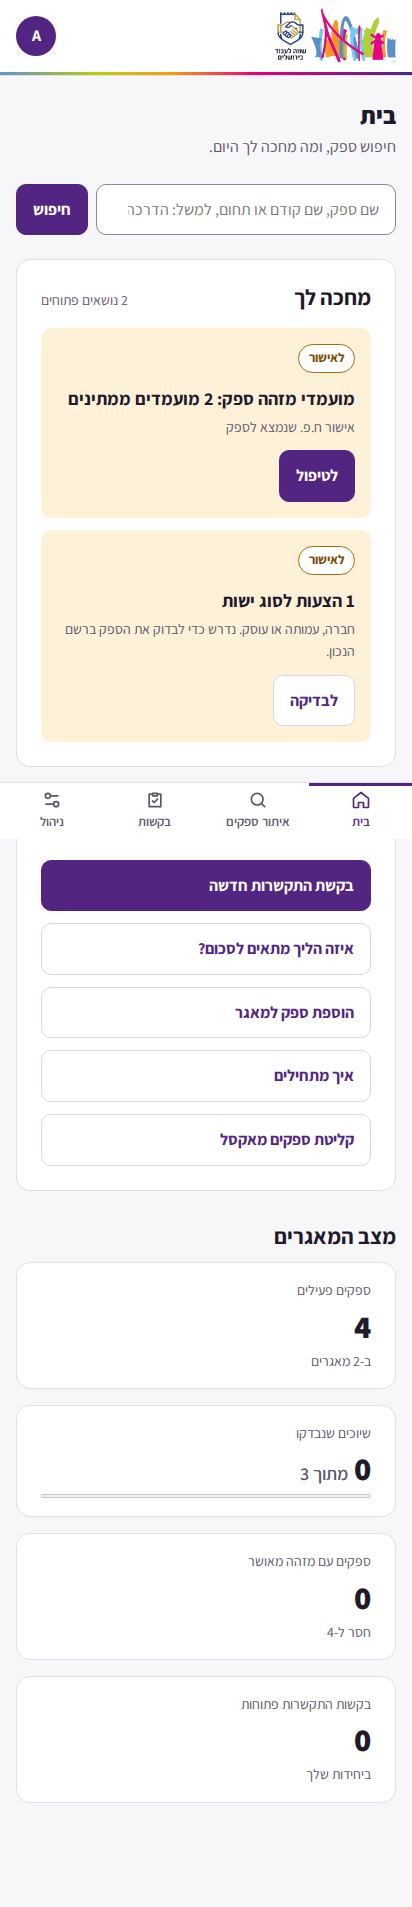 שווה לעבוד
בירושלים
A
בית
חיפוש ספק, ומה מחכה לך היום.
שם ספק, שם קודם או תחום, למשל: הדרכה
חיפוש
מחכה לך
2 נושאים פתוחים
לאישור
מועמדי מזהה ספק: 2 מועמדים ממתינים
אישור ח.פ. שנמצא לספק
לטיפול
לאישור
1 הצעות לסוג ישות
חברה, עמותה או עוסק. נדרש כדי לבדוק את הספק ברשם
הנכון.
לבדיקה
בית
איתור ספקים
בקשות
ניהול
בקשת התקשרות חדשה
איזה הליך מתאים לסכום?
הוספת ספק למאגר
איך מתחילים
קליטת ספקים מאקסל
מצב המאגרים
ספקים פעילים
4
ב-2 מאגרים
שיוכים שנבדקו
0 מתוך 3
ספקים עם מזהה מאושר
0
חסר ל-4
בקשות התקשרות פתוחות
0
ביחידות שלך